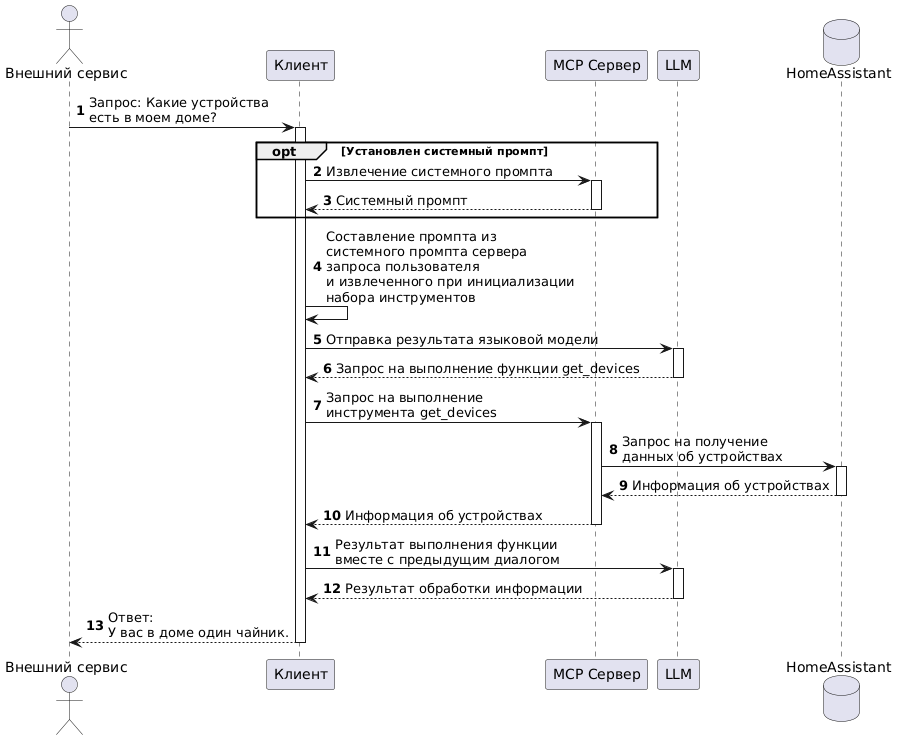 Внешний сервис
Клиент
MCP Сервер
LLM
HomeAssistant
1 Запрос: Какие устройства
есть в моем доме?
opt [Установлен системный промпт]
2 Извлечение системного промпта
3 Системный промпт
Составление промпта из
системного промпта сервера
4 запроса пользователя
и извлеченного при инициализации
набора инструментов
5 Отправка результата языковой модели
6 Запрос на выполнение функции get_devices
7 Запрос на выполнение
инструмента get_devices
8 Запрос на получение
данных об устройствах
9 Информация об устройствах
10 Информация об устройствах
11 Результат выполнения функции
вместе с предыдущим диалогом
12 Результат обработки информации
13 Ответ:
У вас в доме один чайник.
Внешний сервис
Клиент
MCP Сервер
LLM
HomeAssistant